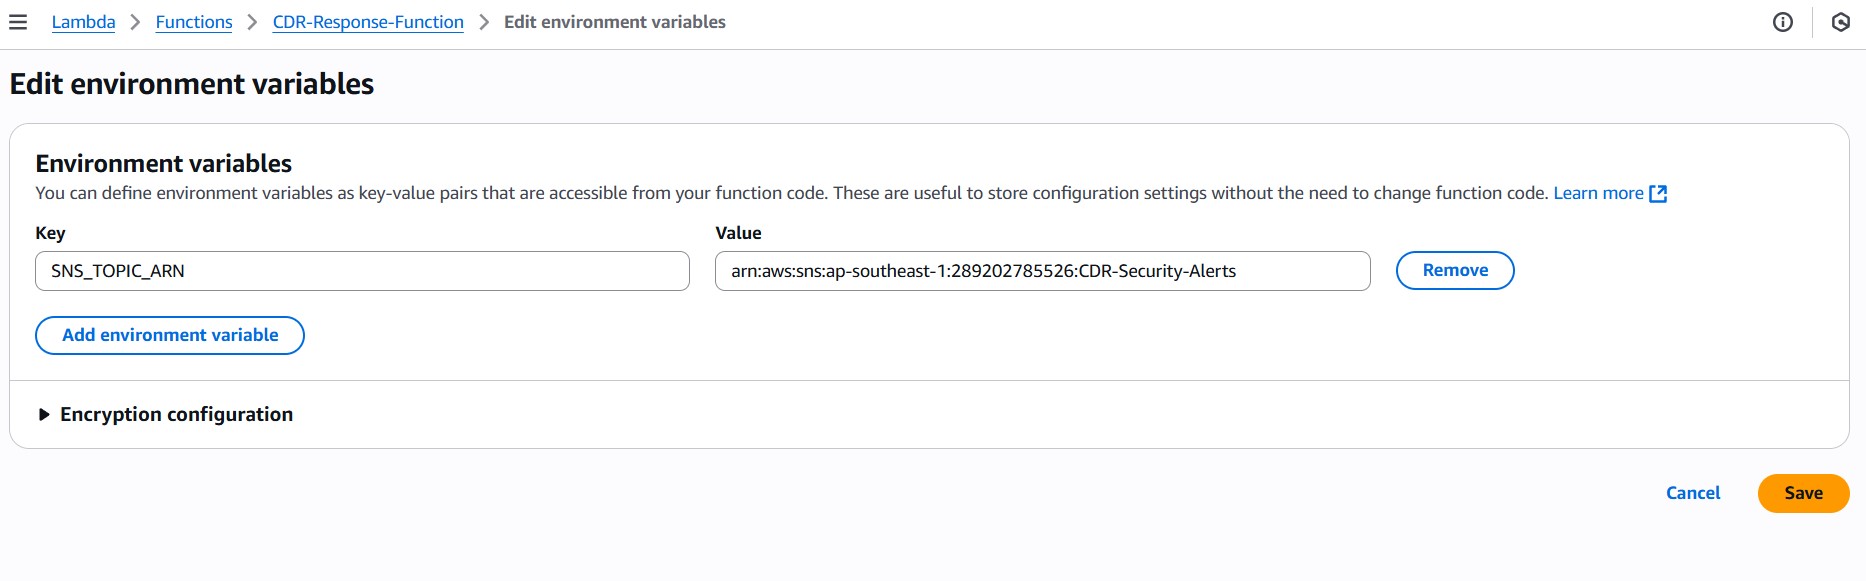 Lambda > Functions > CDR-Response-Function > Edit environment variables
Edit environment variables
Environment variables
You can define environment variables as key-value pairs that are accessible from your function code. These are useful to store configuration settings without the need to change function code. Learn more
Key Value
SNS_TOPIC_ARN arn:aws:sns:ap-southeast-1:289202785526:CDR-Security-Alerts Remove
Add environment variable
Encryption configuration
Cancel Save